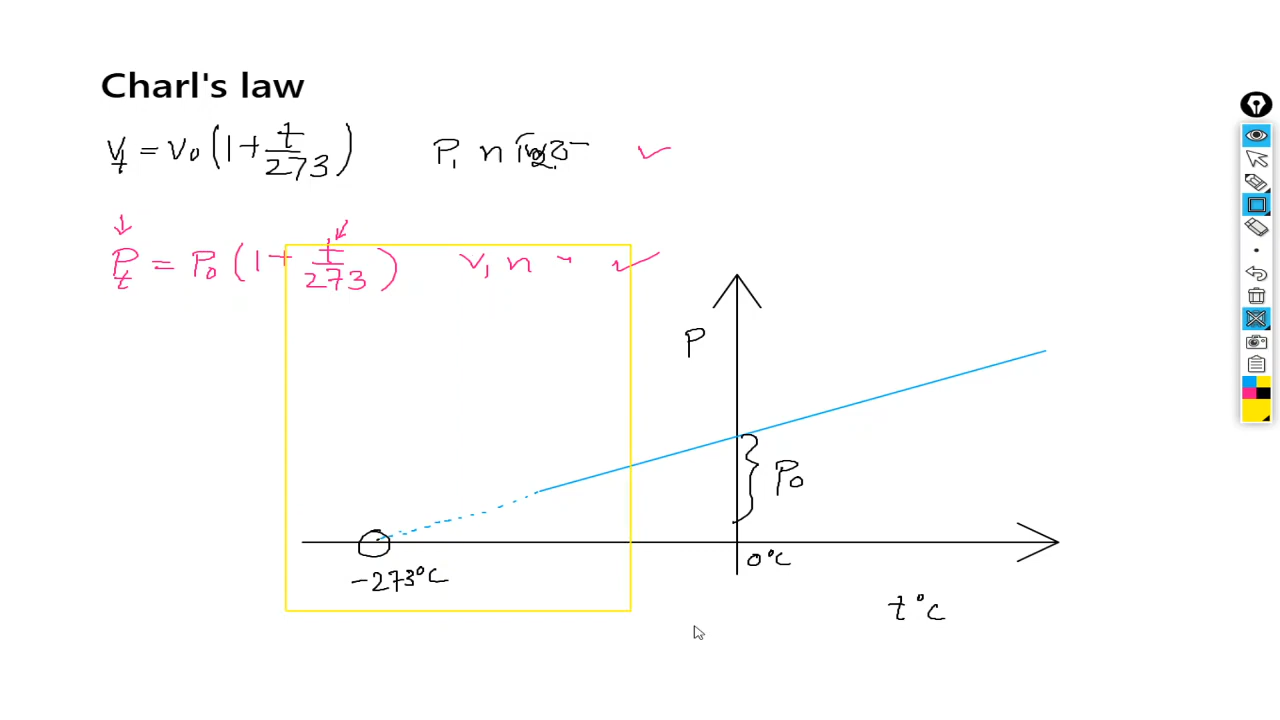 Charl's law
Vt = V0 (1 + t/273) P, n
Pt = P0 (1 + t/273) V, n
P
P0
0°C
-273°C
t°C